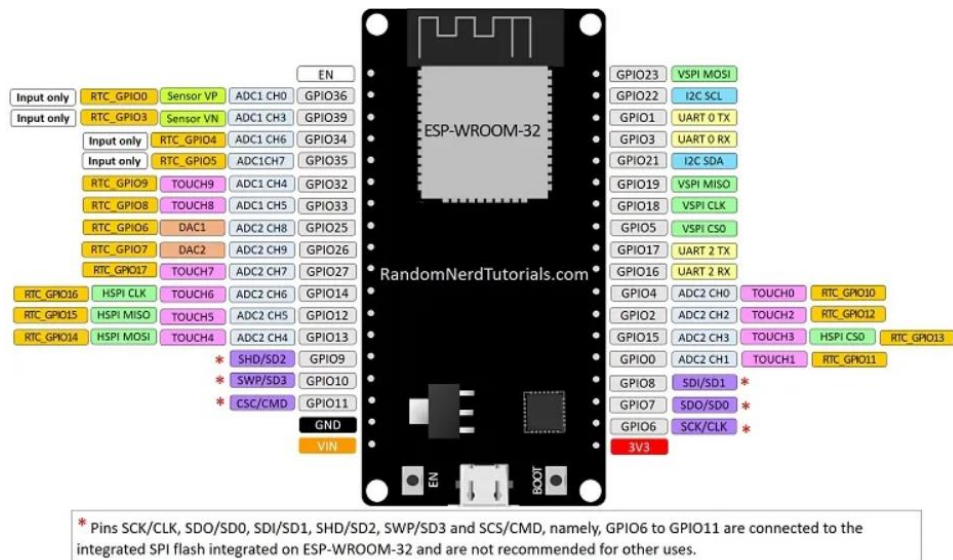 EN
Input only RTC_GPIO0 Sensor VP ADC1 CH0 GPIO36
Input only RTC_GPIO3 Sensor VN ADC1 CH3 GPIO39
Input only RTC_GPIO4 ADC1 CH6 GPIO34
Input only RTC_GPIO5 ADC1CH7 GPIO35
RTC_GPIO9 TOUCH9 ADC1 CH4 GPIO32
RTC_GPIO8 TOUCH8 ADC1 CH5 GPIO33
RTC_GPIO6 DAC1 ADC2 CH8 GPIO25
RTC_GPIO7 DAC2 ADC2 CH9 GPIO26
RTC_GPIO17 TOUCH7 ADC2 CH7 GPIO27
RTC_GPIO16 HSPI CLK TOUCH6 ADC2 CH6 GPIO14
RTC_GPIO15 HSPI MISO TOUCH5 ADC2 CH5 GPIO12
RTC_GPIO14 HSPI MOSI TOUCH4 ADC2 CH4 GPIO13
* SHD/SD2 GPIO9
* SWP/SD3 GPIO10
* CSC/CMD GPIO11
GND
VIN
ESP-WROOM-32
RandomNerdTutorials.com
EN
BOOT
GPIO23 VSPI MOSI
GPIO22 I2C SCL
GPIO1 UART 0 TX
GPIO3 UART 0 RX
GPIO21 I2C SDA
GPIO19 VSPI MISO
GPIO18 VSPI CLK
GPIO5 VSPI CS0
GPIO17 UART 2 TX
GPIO16 UART 2 RX
GPIO4 ADC2 CH0 TOUCH0 RTC_GPIO10
GPIO2 ADC2 CH2 TOUCH2 RTC_GPIO12
GPIO15 ADC2 CH3 TOUCH3 HSPI CS0 RTC_GPIO13
GPIO0 ADC2 CH1 TOUCH1 RTC_GPIO11
GPIO8 SDI/SD1 *
GPIO7 SDO/SD0 *
GPIO6 SCK/CLK *
3V3
* Pins SCK/CLK, SDO/SD0, SDI/SD1, SHD/SD2, SWP/SD3 and SCS/CMD, namely, GPIO6 to GPIO11 are connected to the
integrated SPI flash integrated on ESP-WROOM-32 and are not recommended for other uses.